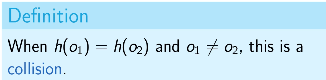 Definition
When h(o₁) = h(o₂) and o₁ ≠ o₂, this is a
collision.